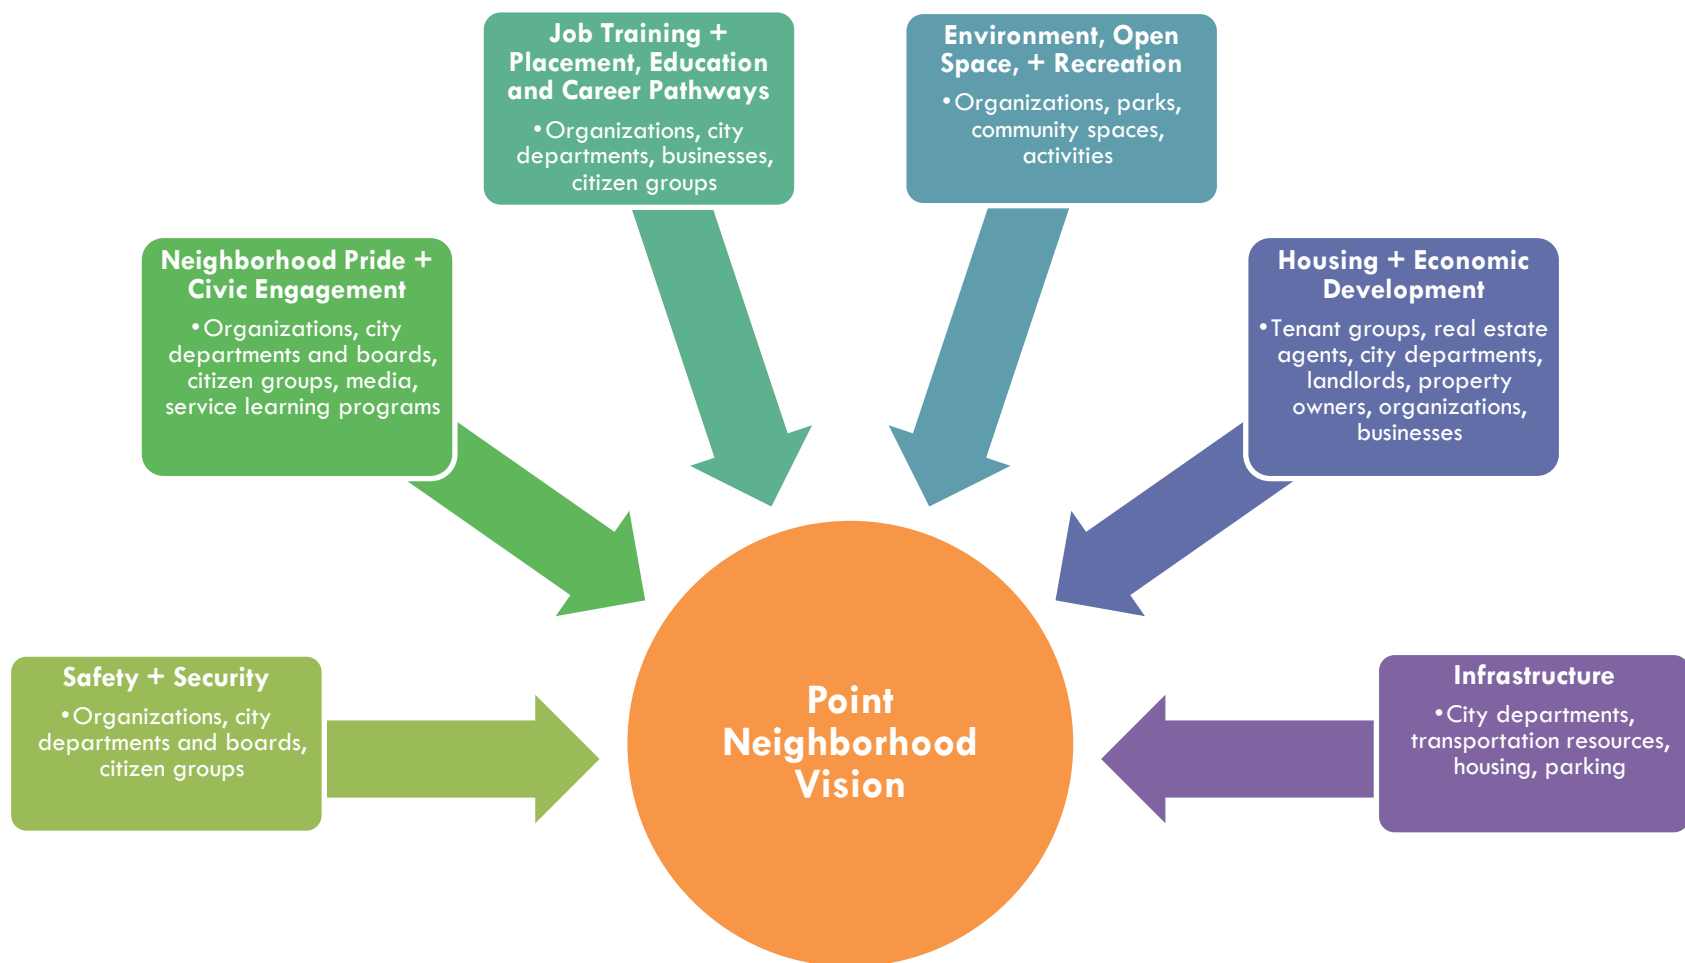 Job Training +
Placement, Education
and Career Pathways
•Organizations, city
departments, businesses,
citizen groups
Environment, Open
Space, + Recreation
•Organizations, parks,
community spaces,
activities
Neighborhood Pride +
Civic Engagement
•Organizations, city
departments and boards,
citizen groups, media,
service learning programs
Housing + Economic
Development
•Tenant groups, real estate
agents, city departments,
landlords, property
owners, organizations,
businesses
Safety + Security
•Organizations, city
departments and boards,
citizen groups
Point
Neighborhood
Vision
Infrastructure
•City departments,
transportation resources,
housing, parking